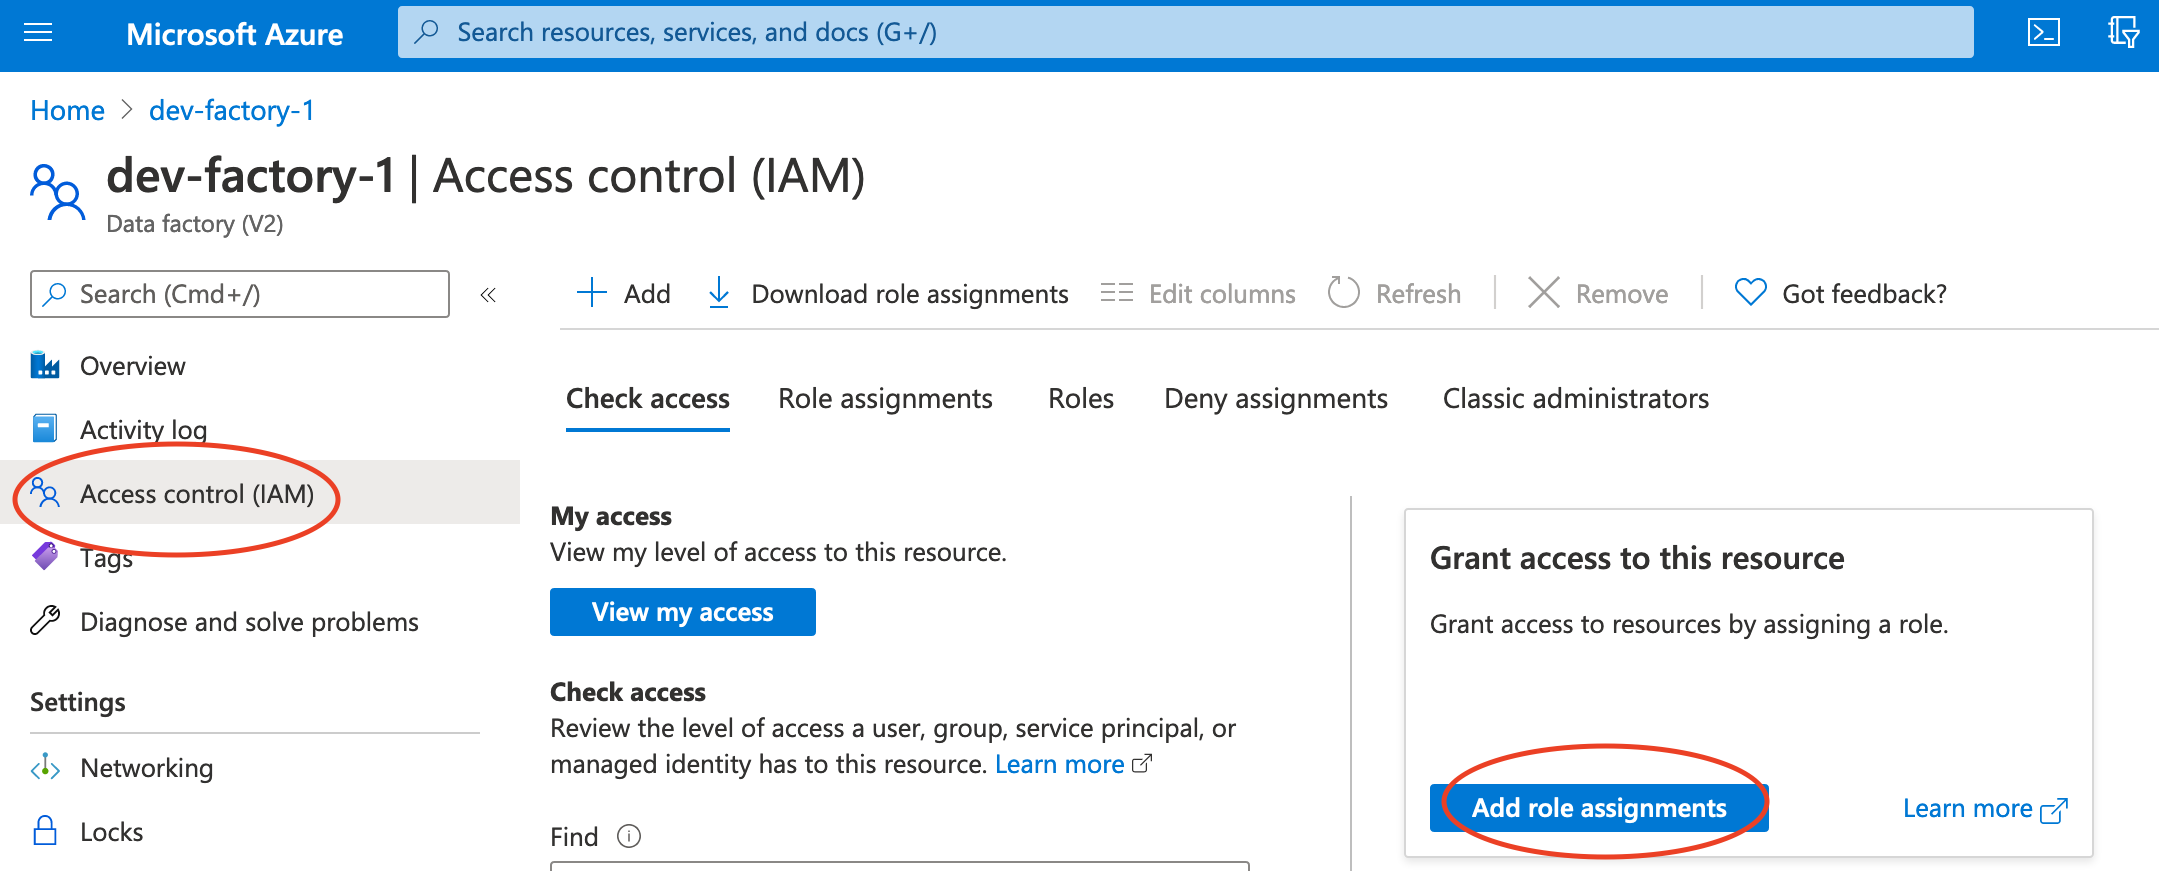 Microsoft Azure
Search resources, services, and docs (G+/)
Home > dev-factory-1
dev-factory-1 | Access control (IAM)
Data factory (V2)
Search (Cmd+/)
«
Add
Download role assignments
Edit columns
Refresh
Remove
Got feedback?
Overview
Activity log
Access control (IAM)
Tags
Diagnose and solve problems
Settings
Networking
Locks
Check access
Role assignments
Roles
Deny assignments
Classic administrators
My access
View my level of access to this resource.
View my access
Check access
Review the level of access a user, group, service principal, or
managed identity has to this resource. Learn more
Find
Grant access to this resource
Grant access to resources by assigning a role.
Add role assignments
Learn more